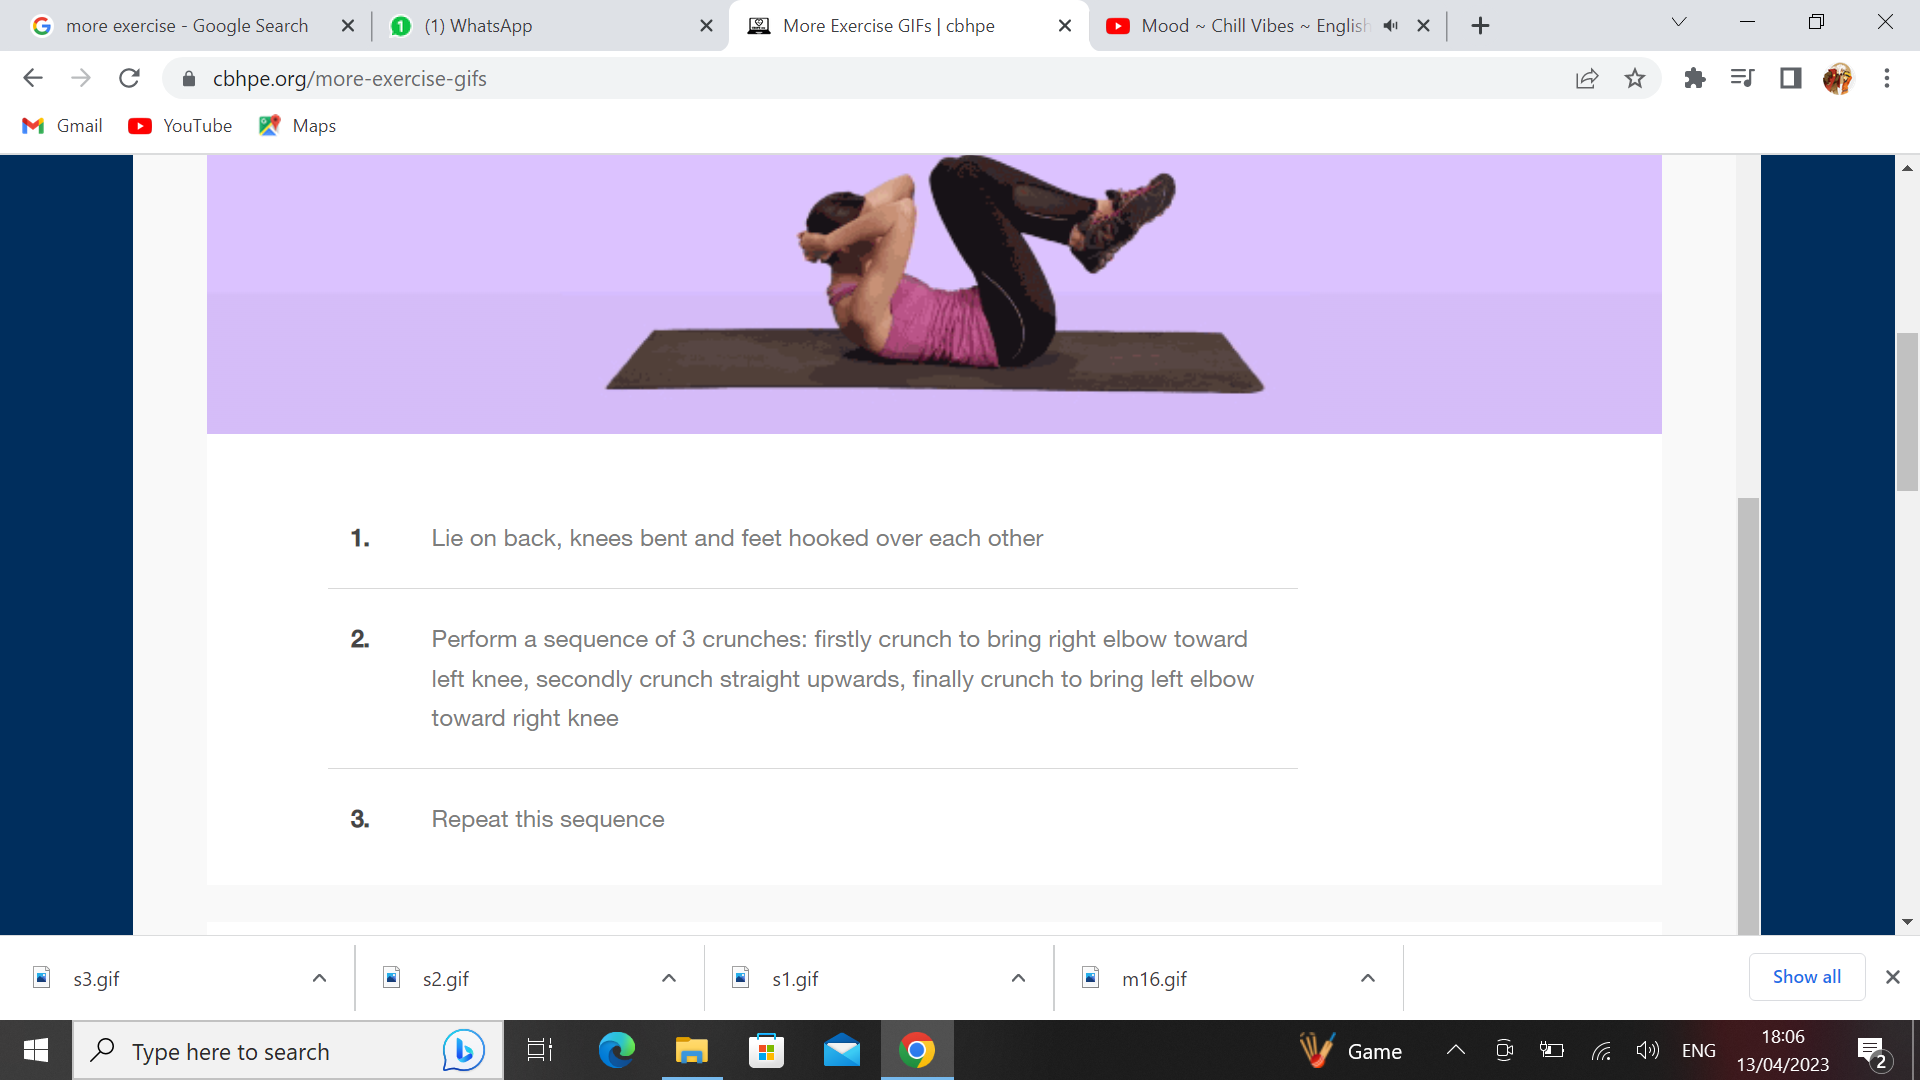 more exercise - Google Search
(1) WhatsApp
More Exercise GIFs | cbhpe
Mood ~ Chill Vibes ~ English
cbhpe.org/more-exercise-gifs
Gmail
YouTube
Maps
1. Lie on back, knees bent and feet hooked over each other
2. Perform a sequence of 3 crunches: firstly crunch to bring right elbow toward
left knee, secondly crunch straight upwards, finally crunch to bring left elbow
toward right knee
3. Repeat this sequence
s3.gif
s2.gif
s1.gif
m16.gif
Show all
Type here to search
Game
ENG
18:06
13/04/2023
2